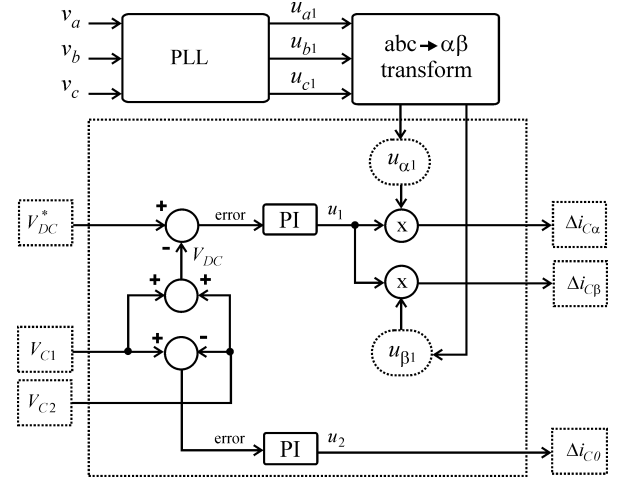 v_a
v_b
v_c
PLL
u_a1
u_b1
u_c1
abc→αβ
transform
u_α1
V*_DC
+
-
error
PI
u_1
x
Δi_Cα
V_DC
+
+
x
Δi_Cβ
V_C1
+
-
u_β1
V_C2
error
PI
u_2
Δi_C0